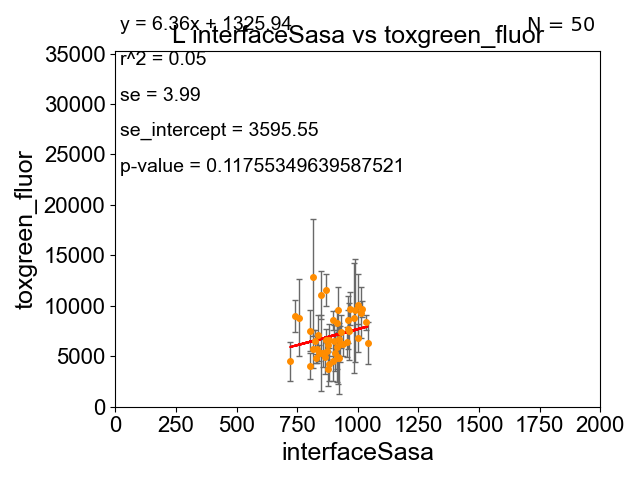 y = 6.36x + 1325.94
N = 50
L interfaceSasa vs toxgreen_fluor
r^2 = 0.05
se = 3.99
se_intercept = 3595.55
p-value = 0.11755349639587521
35000
30000
25000
20000
15000
10000
5000
0
toxgreen_fluor
0 250 500 750 1000 1250 1500 1750 2000
interfaceSasa